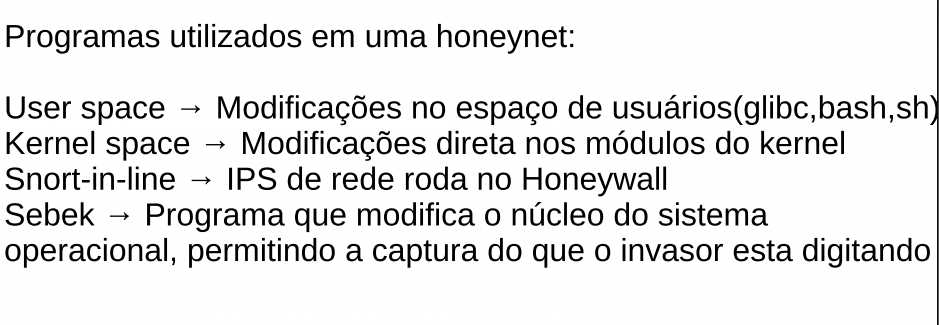 Programas utilizados em uma honeynet:
User space → Modificações no espaço de usuários(glibc,bash,sh)
Kernel space → Modificações direta nos módulos do kernel
Snort-in-line → IPS de rede roda no Honeywall
Sebek → Programa que modifica o núcleo do sistema
operacional, permitindo a captura do que o invasor esta digitando